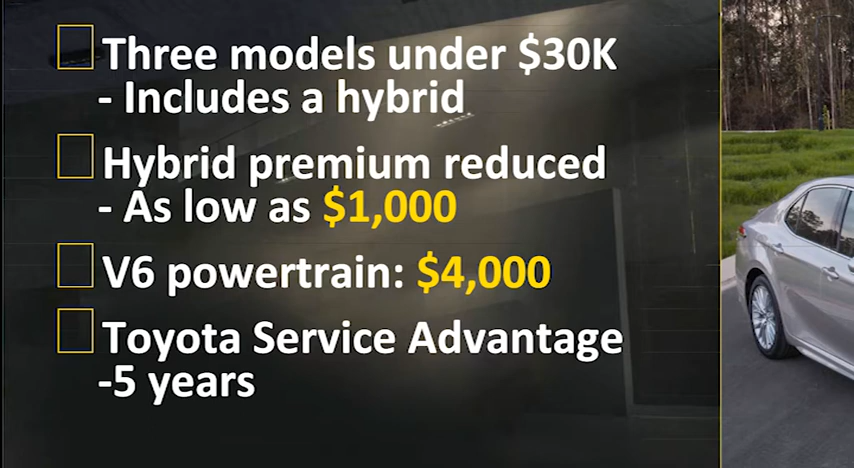 Three models under $30K
- Includes a hybrid
Hybrid premium reduced
- As low as $1,000
V6 powertrain: $4,000
Toyota Service Advantage
-5 years